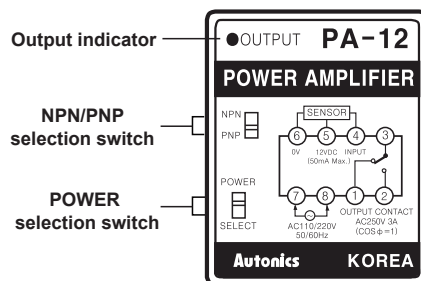 Output indicator
OUTPUT PA-12
POWER AMPLIFIER
NPN/PNP
selection switch
NPN
PNP
SENSOR
6 5 4 3
0V 12VDC INPUT
(50mA Max.)
POWER
selection switch
POWER
SELECT
7 8 1 2
AC110/220V
50/60Hz
OUTPUT CONTACT
AC250V 3A
(COSϕ=1)
Autonics KOREA